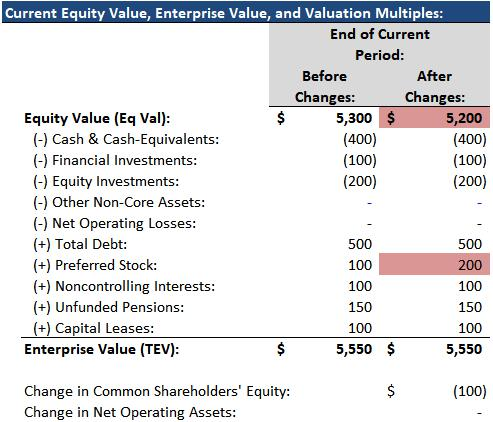 Current Equity Value, Enterprise Value, and Valuation Multiples:
End of Current
Period:
Before After
Changes: Changes:
Equity Value (Eq Val): $ 5,300 $ 5,200
(-) Cash & Cash-Equivalents: (400) (400)
(-) Financial Investments: (100) (100)
(-) Equity Investments: (200) (200)
(-) Other Non-Core Assets: - -
(-) Net Operating Losses: - -
(+) Total Debt: 500 500
(+) Preferred Stock: 100 200
(+) Noncontrolling Interests: 100 100
(+) Unfunded Pensions: 150 150
(+) Capital Leases: 100 100
Enterprise Value (TEV): $ 5,550 $ 5,550
Change in Common Shareholders' Equity: $ (100)
Change in Net Operating Assets: -